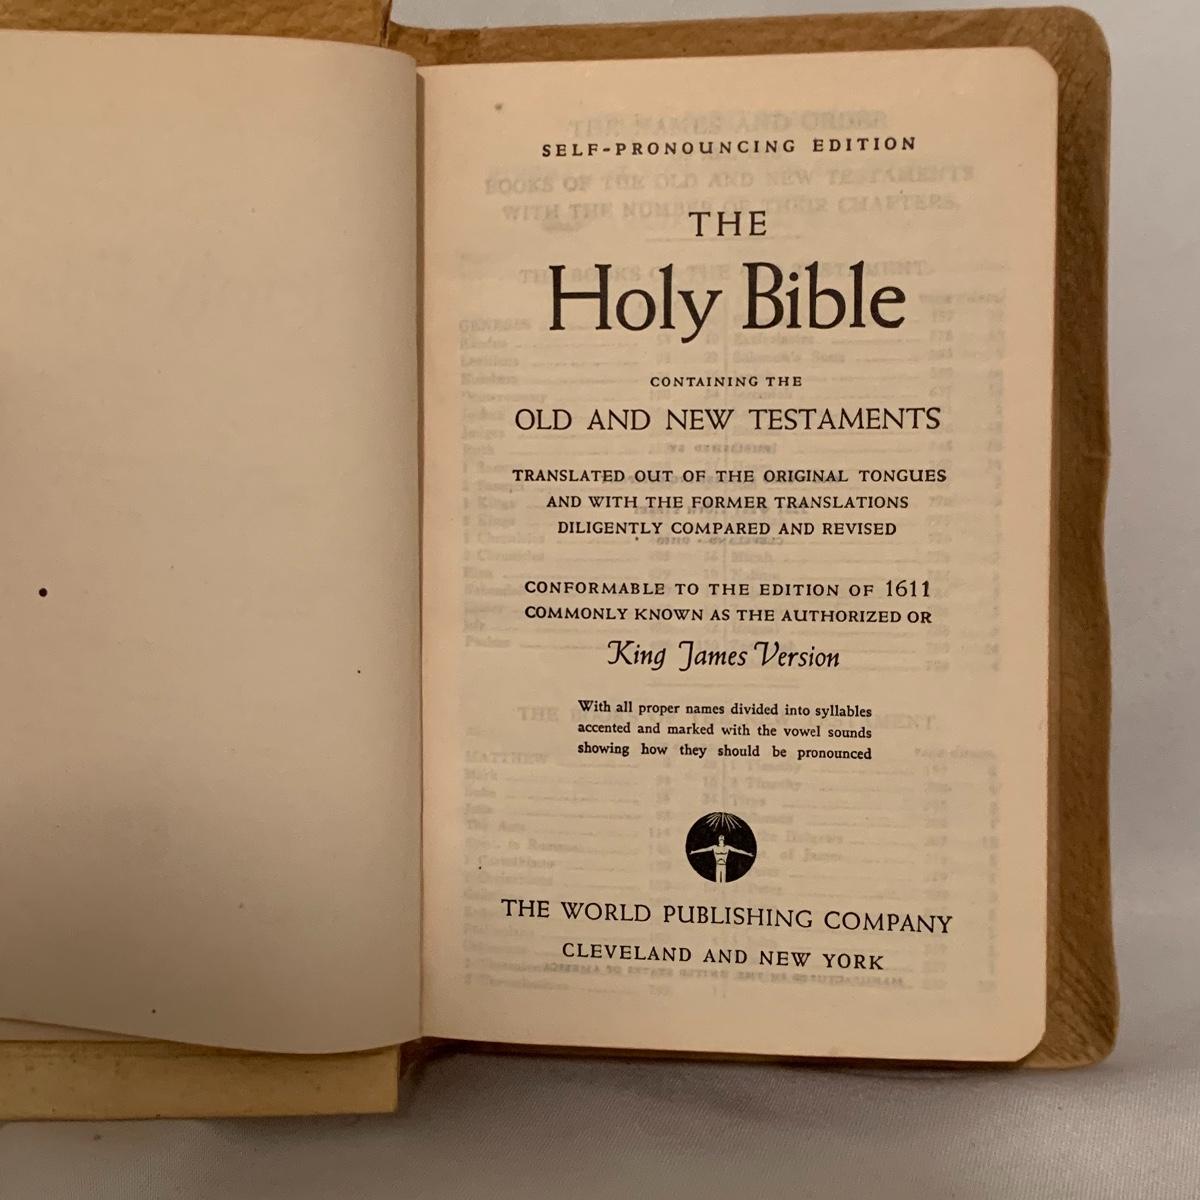 SELF-PRONOUNCING EDITION
THE
Holy Bible
CONTAINING THE
OLD AND NEW TESTAMENTS
TRANSLATED OUT OF THE ORIGINAL TONGUES
AND WITH THE FORMER TRANSLATIONS
DILIGENTLY COMPARED AND REVISED
CONFORMABLE TO THE EDITION OF 1611
COMMONLY KNOWN AS THE AUTHORIZED OR
King James Version
With all proper names divided into syllables
accented and marked with the vowel sounds
showing how they should be pronounced
THE WORLD PUBLISHING COMPANY
CLEVELAND AND NEW YORK